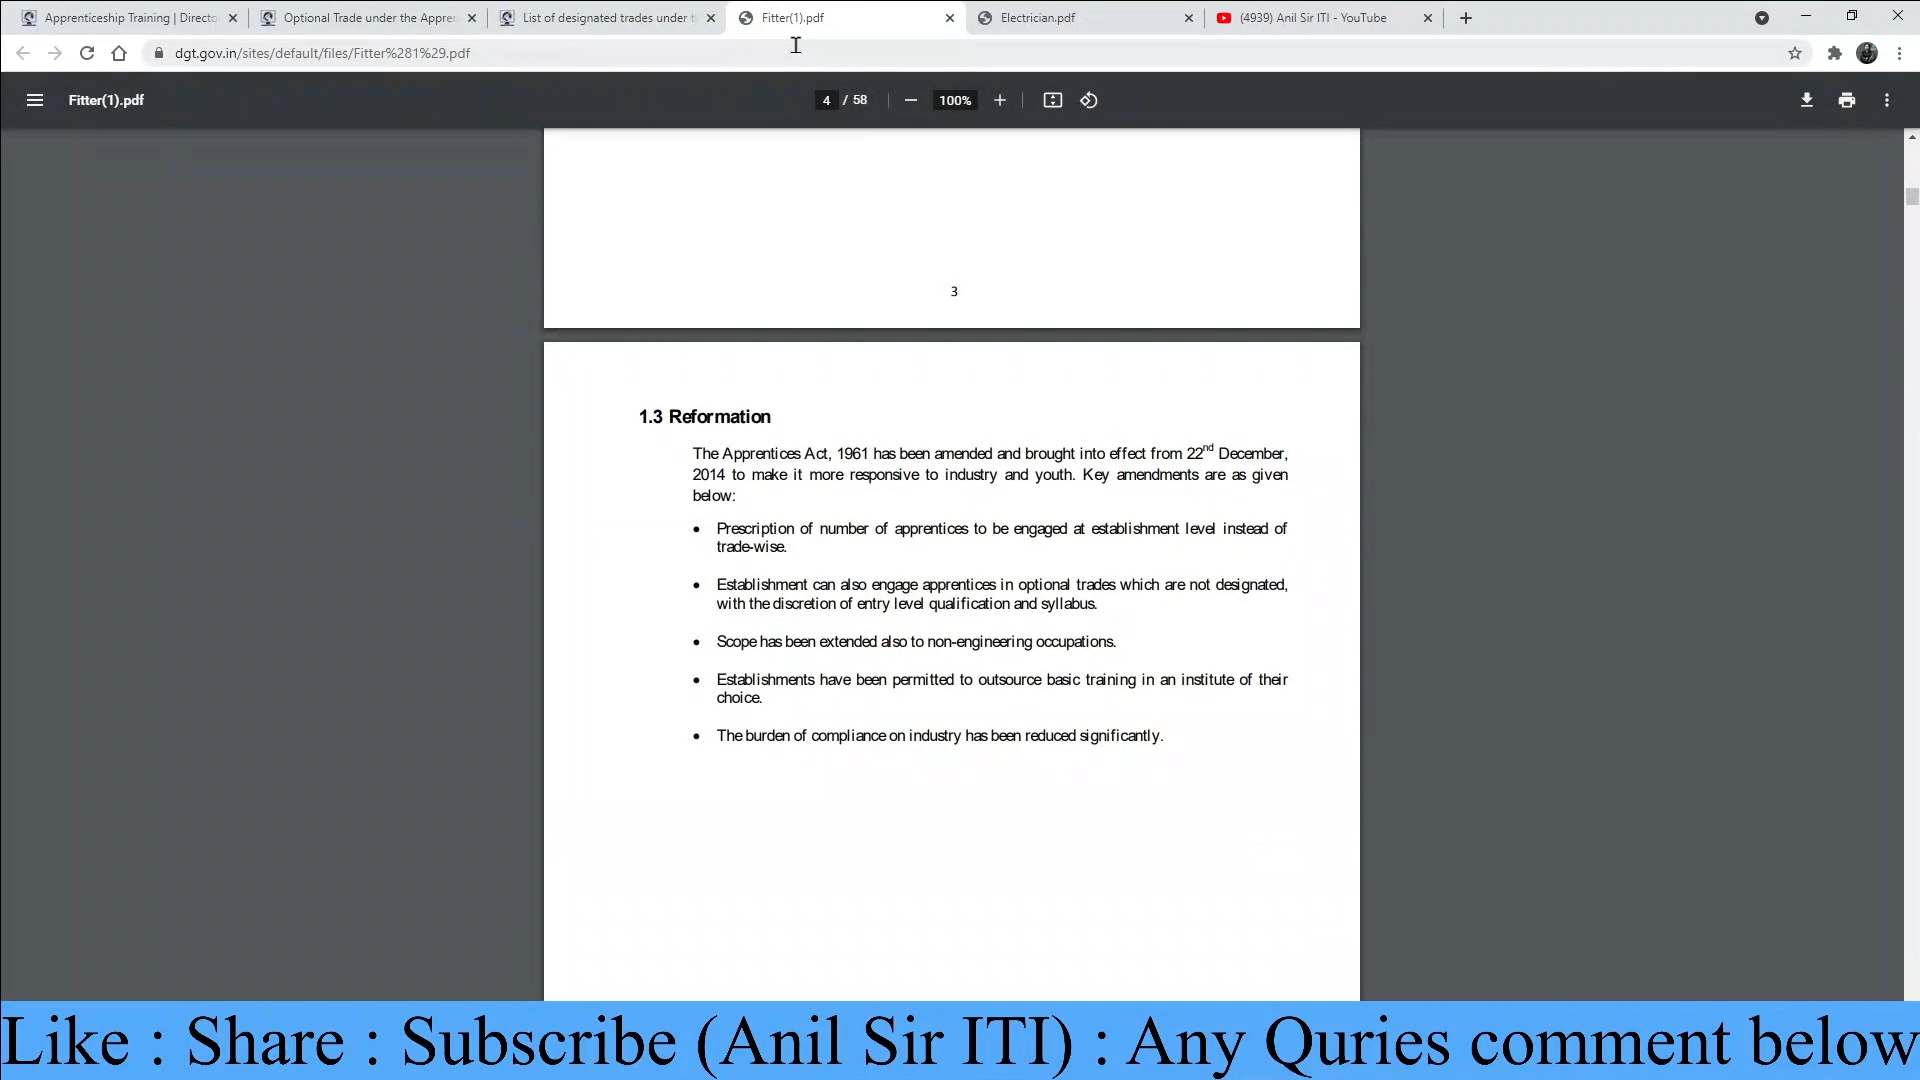 Apprenticeship Training | Directo
Optional Trade under the Apprer
List of designated trades under t
Fitter(1).pdf
Electrician.pdf
(4939) Anil Sir ITI - YouTube
dgt.gov.in/sites/default/files/Fitter%281%29.pdf
Fitter(1).pdf
4 / 58
100%
3
1.3 Reformation
The Apprentices Act, 1961 has been amended and brought into effect from 22nd December,
2014 to make it more responsive to industry and youth. Key amendments are as given
below:
• Prescription of number of apprentices to be engaged at establishment level instead of
trade-wise.
• Establishment can also engage apprentices in optional trades which are not designated,
with the discretion of entry level qualification and syllabus.
• Scope has been extended also to non-engineering occupations.
• Establishments have been permitted to outsource basic training in an institute of their
choice.
• The burden of compliance on industry has been reduced significantly.
Like : Share : Subscribe (Anil Sir ITI) : Any Quries comment below